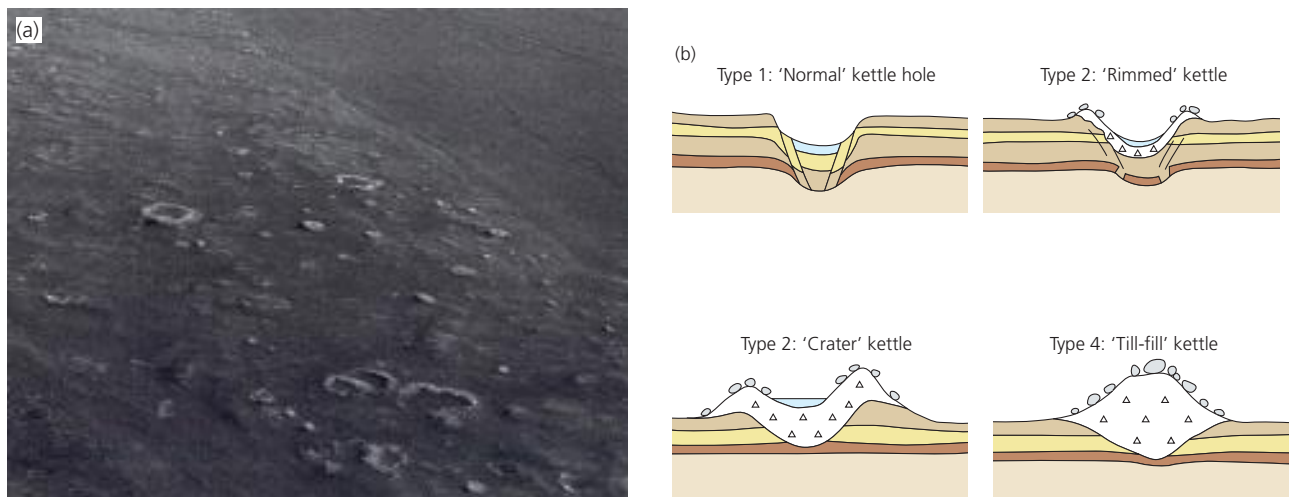 (a)
(b)
Type 1: 'Normal' kettle hole
Type 2: 'Rimmed' kettle
Type 2: 'Crater' kettle
Type 4: 'Till-fill' kettle